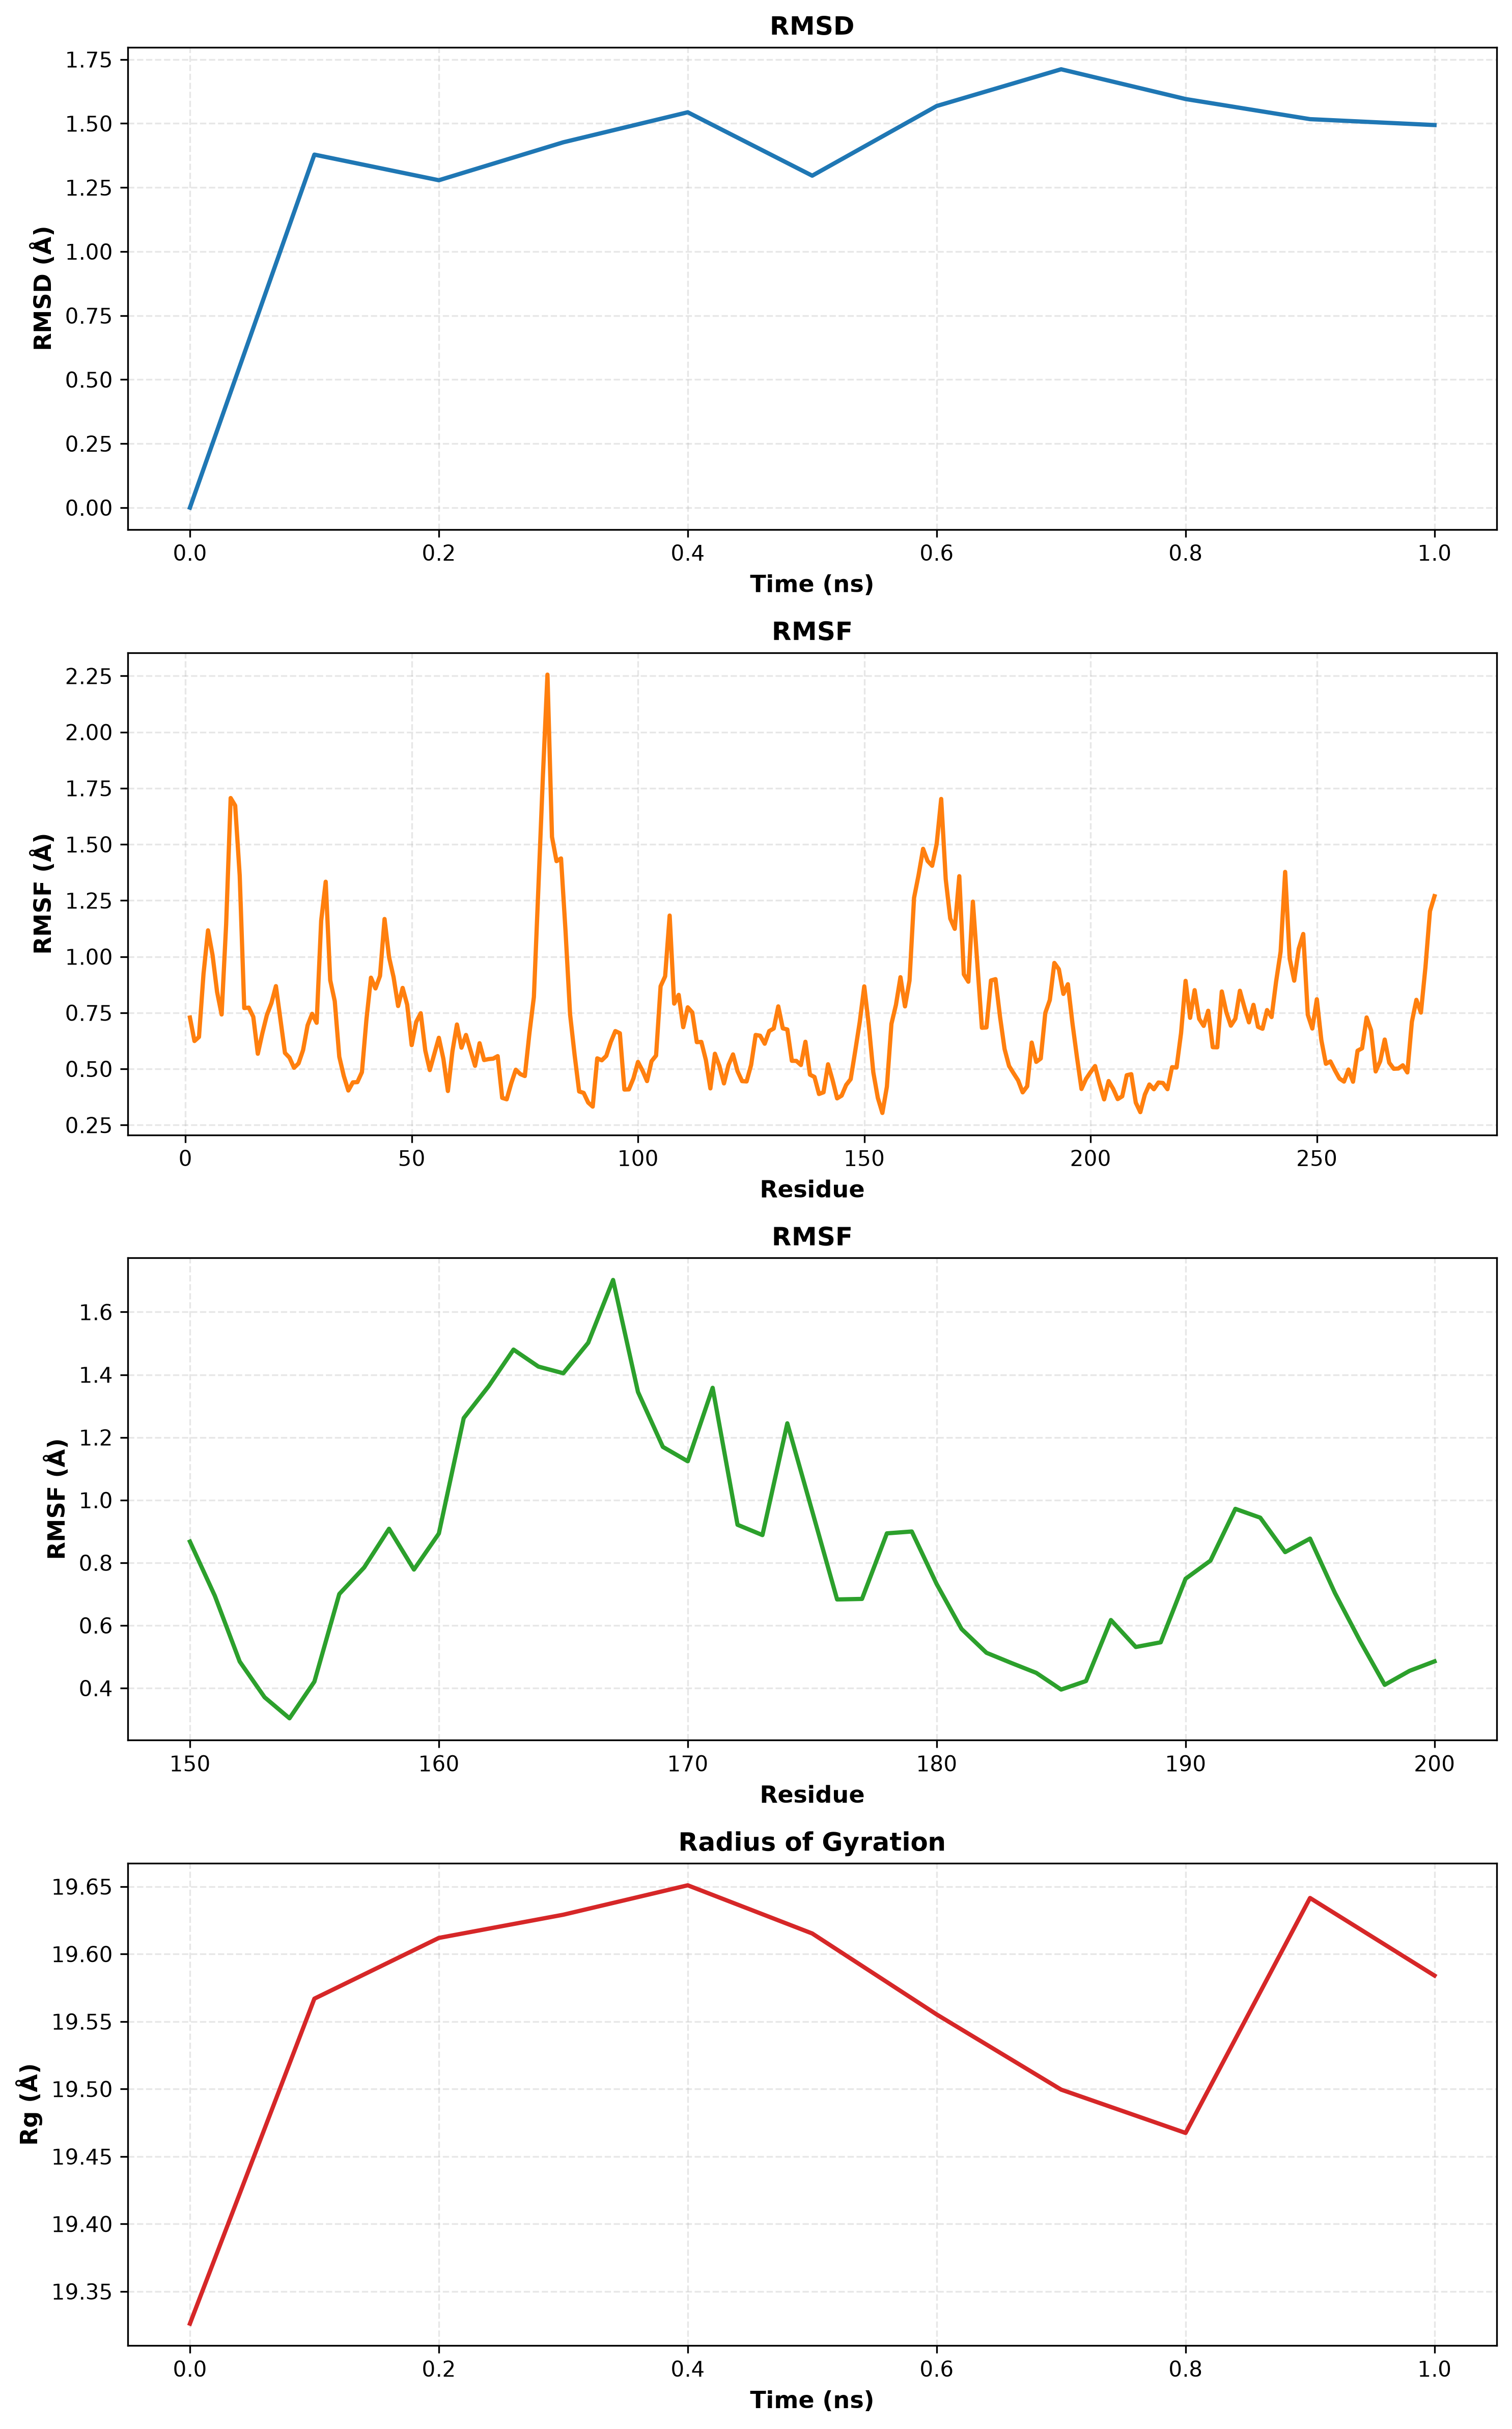 RMSD
1.75
1.50
1.25
1.00
0.75
0.50
0.25
0.00
RMSD (Å)
0.0 0.2 0.4 0.6 0.8 1.0
Time (ns)
RMSF
2.25
2.00
1.75
1.50
1.25
1.00
0.75
0.50
0.25
RMSF (Å)
0 50 100 150 200 250
Residue
RMSF
1.6
1.4
1.2
1.0
0.8
0.6
0.4
RMSF (Å)
150 160 170 180 190 200
Residue
Radius of Gyration
19.65
19.60
19.55
19.50
19.45
19.40
19.35
Rg (Å)
0.0 0.2 0.4 0.6 0.8 1.0
Time (ns)